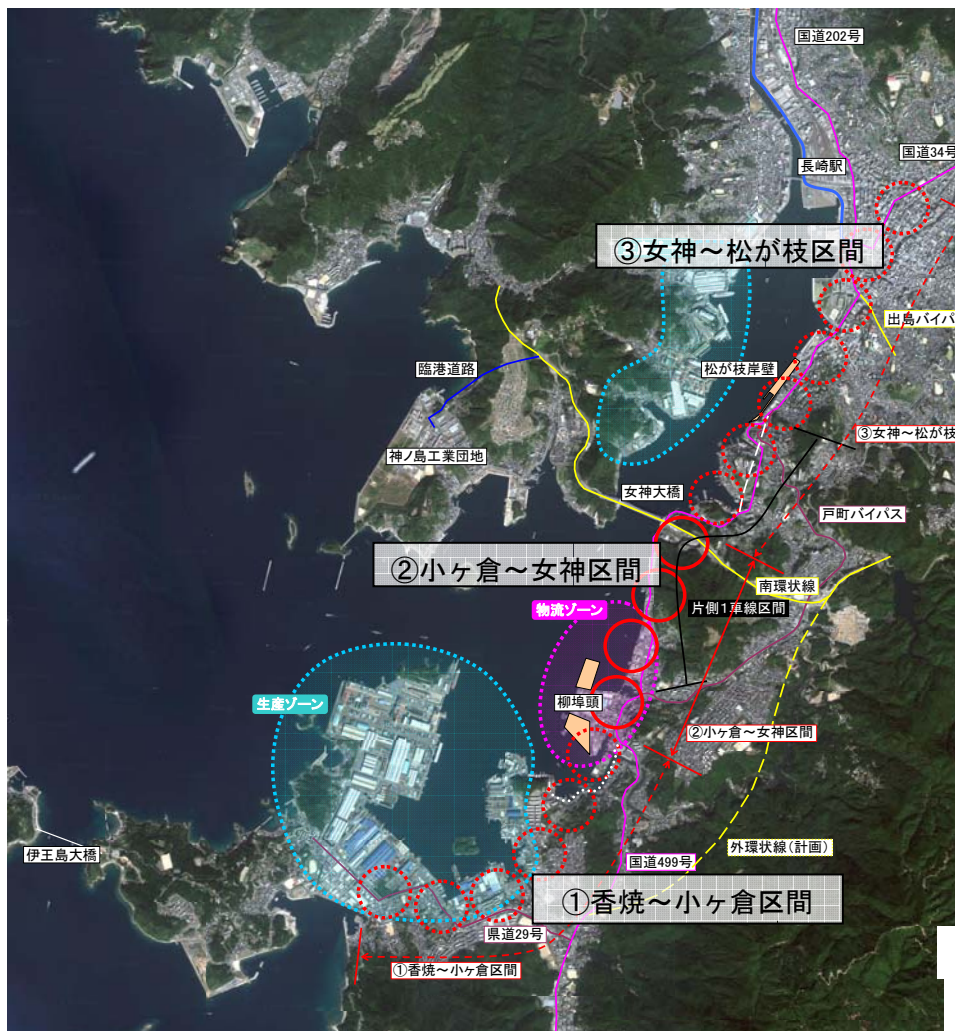 国道202号
国道34号
長崎駅
③女神～松が枝区間
出島バイパ
臨港道路
松が枝岸壁
③女神～松が枝
神ノ島工業団地
女神大橋
戸町バイパス
②小ヶ倉～女神区間
南環状線
物流ゾーン
片側1車線区間
生産ゾーン
柳埠頭
②小ヶ倉～女神区間
伊王島大橋
外環状線（計画）
国道499号
①香焼～小ヶ倉区間
県道29号
①香焼～小ヶ倉区間